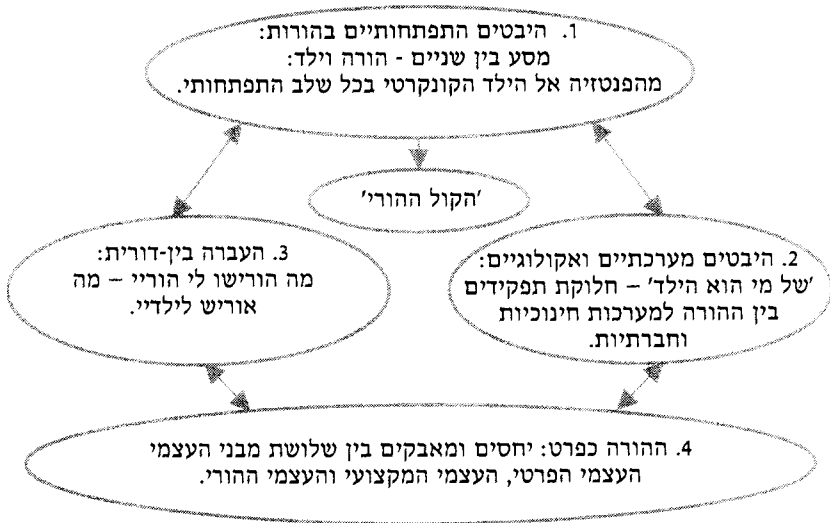 1. היבטים התפתחותיים בהורות:
מסע בין שניים - הורה וילד:
מהפנטזיה אל הילד הקונקרטי בכל שלב התפתחותי.
'הקול ההורי'
2. היבטים מערכתיים ואקולוגיים:
'של מי הוא הילד' – חלוקת תפקידים
בין ההורה למערכות חינוכיות
וחברתיות.
3. העברה בין-דורית:
מה הורישו לי הוריי – מה
אוריש לילדיי.
4. ההורה כפרט: יחסים ומאבקים בין שלושת מבני העצמי
העצמי הפרטי, העצמי המקצועי והעצמי ההורי.